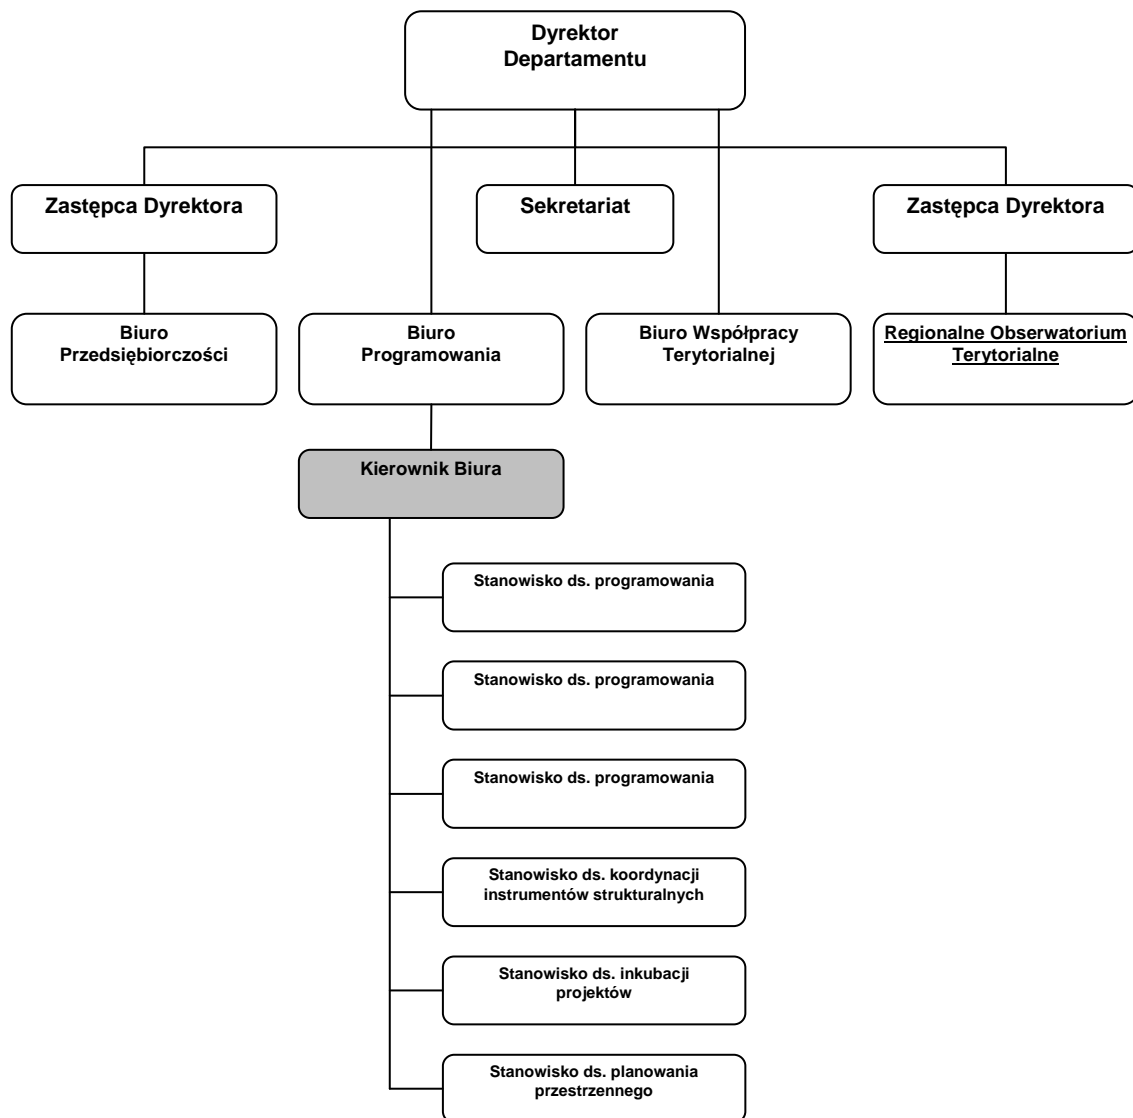 Dyrektor
Departamentu
Zastępca Dyrektora
Sekretariat
Zastępca Dyrektora
Biuro
Przedsiębiorczości
Biuro
Programowania
Biuro Współpracy
Terytorialnej
Regionalne Obserwatorium
Terytorialne
Kierownik Biura
Stanowisko ds. programowania
Stanowisko ds. programowania
Stanowisko ds. programowania
Stanowisko ds. koordynacji
instrumentów strukturalnych
Stanowisko ds. inkubacji
projektów
Stanowisko ds. planowania
przestrzennego